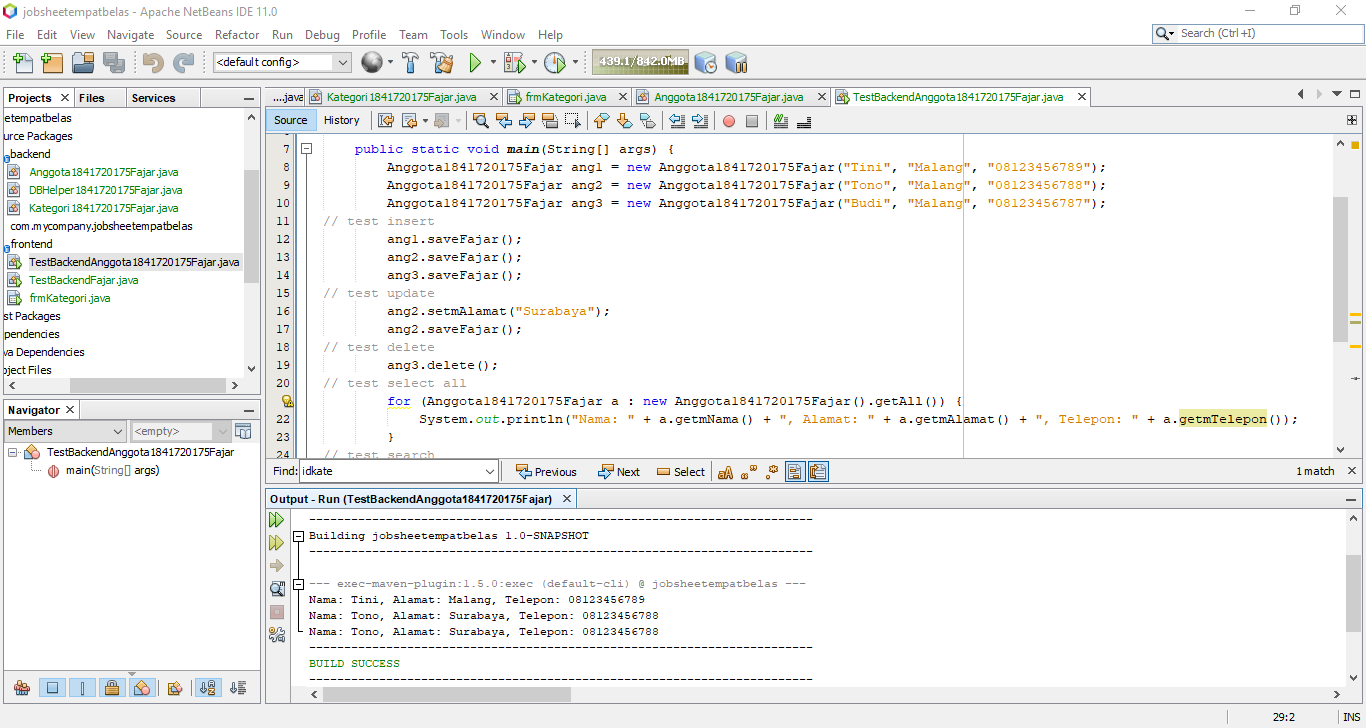 jobsheetempatbelas - Apache NetBeans IDE 11.0
File Edit View Navigate Source Refactor Run Debug Profile Team Tools Window Help
Search (Ctrl+I)
<default config>
439.1/842.0MB
Projects Files Services
etempatbelas
urce Packages
backend
Anggota1841720175Fajar.java
DBHelper1841720175Fajar.java
Kategori1841720175Fajar.java
com.mycompany.jobsheetempatbelas
frontend
TestBackendAnggota1841720175Fajar.java
TestBackendFajar.java
frmKategori.java
st Packages
pendencies
va Dependencies
oject Files
Navigator
Members
<empty>
TestBackendAnggota1841720175Fajar
main(String[] args)
....java Kategori1841720175Fajar.java frmKategori.java Anggota1841720175Fajar.java TestBackendAnggota1841720175Fajar.java
Source History
7 public static void main(String[] args) {
8 Anggota1841720175Fajar ang1 = new Anggota1841720175Fajar("Tini", "Malang", "08123456789");
9 Anggota1841720175Fajar ang2 = new Anggota1841720175Fajar("Tono", "Malang", "08123456788");
10 Anggota1841720175Fajar ang3 = new Anggota1841720175Fajar("Budi", "Malang", "08123456787");
11 // test insert
12 ang1.saveFajar();
13 ang2.saveFajar();
14 ang3.saveFajar();
15 // test update
16 ang2.setmAlamat("Surabaya");
17 ang2.saveFajar();
18 // test delete
19 ang3.delete();
20 // test select all
for (Anggota1841720175Fajar a : new Anggota1841720175Fajar().getAll()) {
22 System.out.println("Nama: " + a.getmNama() + ", Alamat: " + a.getmAlamat() + ", Telepon: " + a.getmTelepon());
23 }
24 // test search
Find: idkate Previous Next Select 1 match
Output - Run (TestBackendAnggota1841720175Fajar)
------------------------------------------------------------------------
Building jobsheetempatbelas 1.0-SNAPSHOT
------------------------------------------------------------------------
--- exec-maven-plugin:1.5.0:exec (default-cli) @ jobsheetempatbelas ---
Nama: Tini, Alamat: Malang, Telepon: 08123456789
Nama: Tono, Alamat: Surabaya, Telepon: 08123456788
Nama: Tono, Alamat: Surabaya, Telepon: 08123456788
------------------------------------------------------------------------
BUILD SUCCESS
------------------------------------------------------------------------
29:2 INS